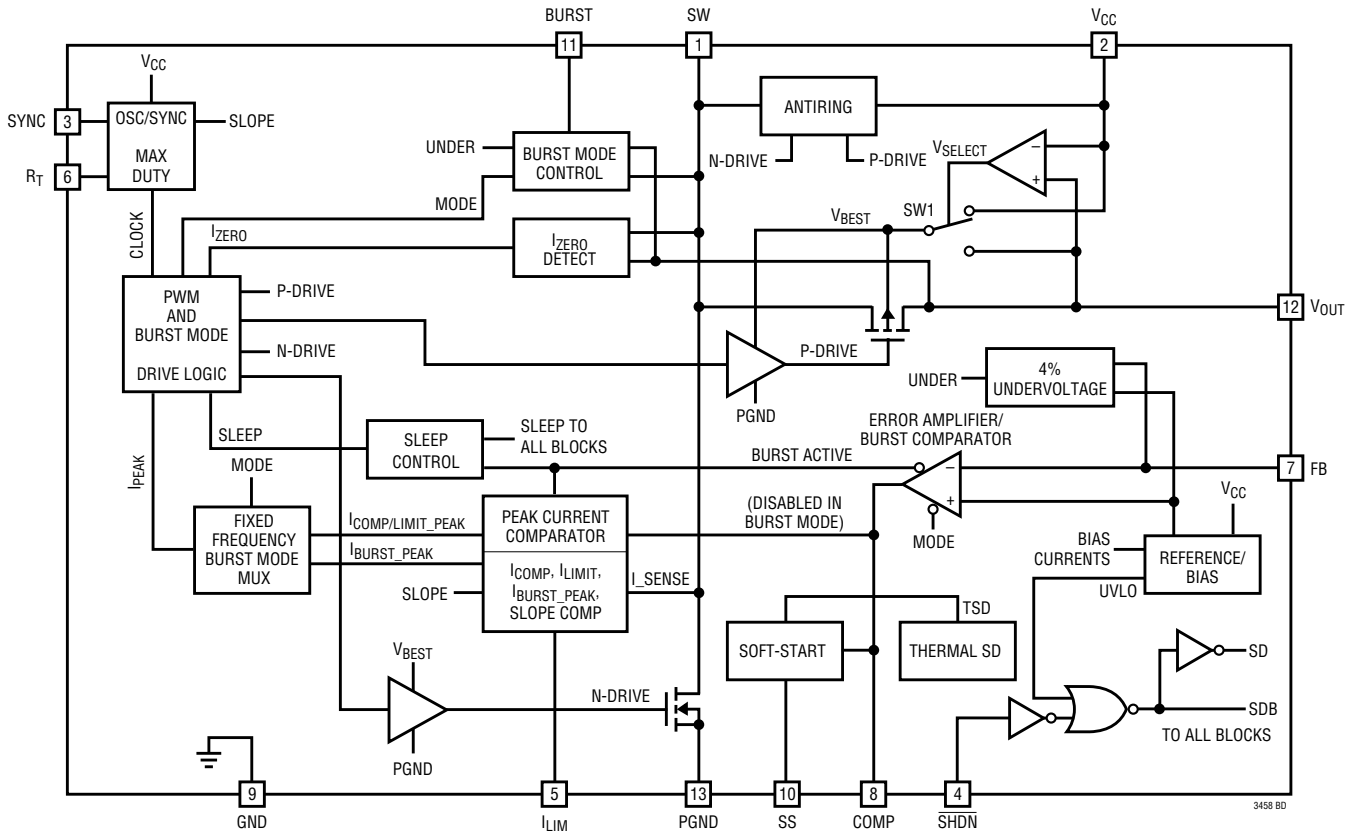 BURST
SW
VCC
11
1
2
VCC
SYNC
3
OSC/SYNC
SLOPE
MAX
DUTY
RT
6
ANTIRING
N-DRIVE
P-DRIVE
UNDER
BURST MODE
CONTROL
VSELECT
–
+
MODE
CLOCK
IZERO
IZERO
DETECT
VBEST
SW1
PWM
AND
BURST MODE
DRIVE LOGIC
P-DRIVE
N-DRIVE
12
VOUT
P-DRIVE
PGND
UNDER
4%
UNDERVOLTAGE
ERROR AMPLIFIER/
BURST COMPARATOR
SLEEP
SLEEP
CONTROL
SLEEP TO
ALL BLOCKS
BURST ACTIVE
–
+
7
FB
IPEAK
MODE
VCC
FIXED
FREQUENCY
BURST MODE
MUX
ICOMP/LIMIT_PEAK
IBURST_PEAK
PEAK CURRENT
COMPARATOR
(DISABLED IN
BURST MODE)
MODE
BIAS
CURRENTS
REFERENCE/
BIAS
UVLO
SLOPE
ICOMP, ILIMIT,
IBURST_PEAK,
SLOPE COMP
I_SENSE
TSD
SOFT-START
THERMAL SD
SD
VBEST
N-DRIVE
SDB
TO ALL BLOCKS
PGND
9
5
13
10
8
4
GND
ILIM
PGND
SS
COMP
SHDN
3458 BD